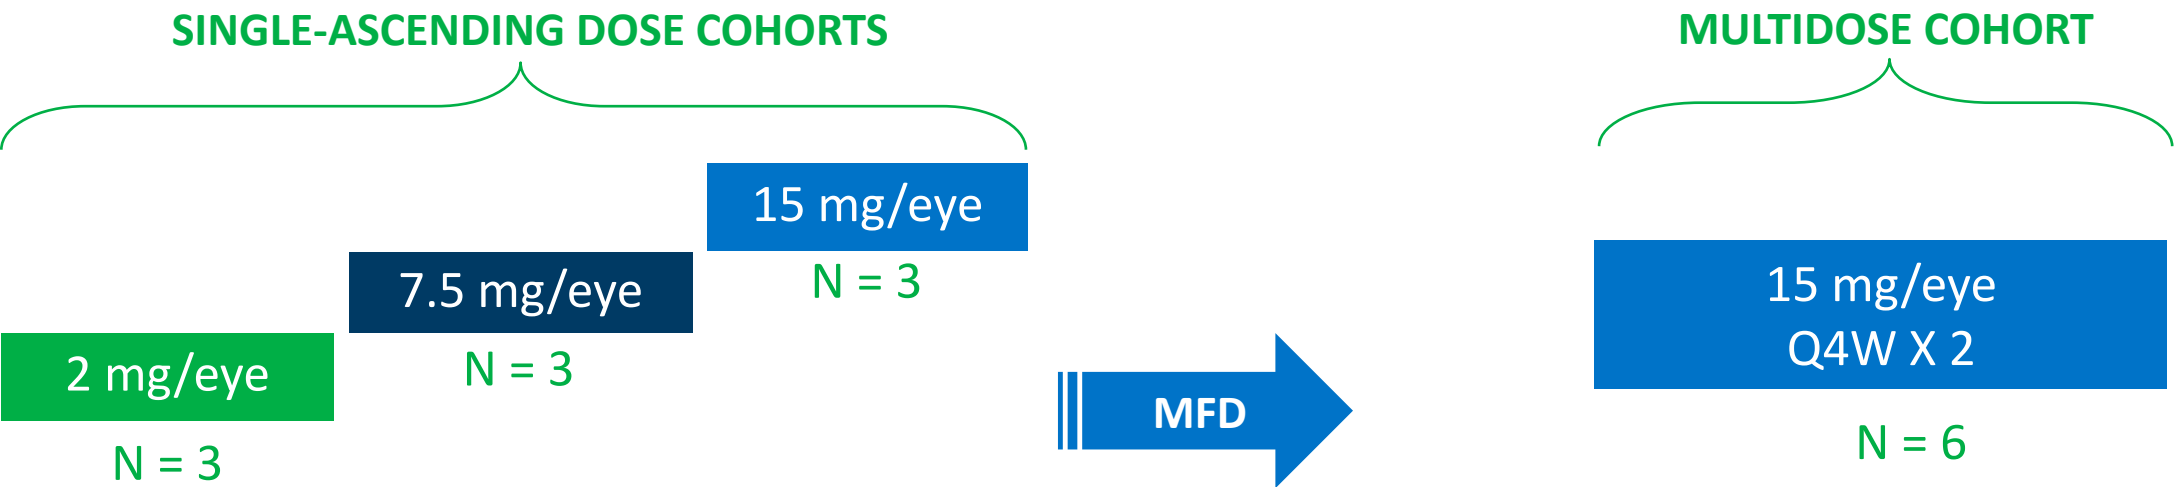 SINGLE-ASCENDING DOSE COHORTS
2 mg/eye
N = 3
7.5 mg/eye
N = 3
15 mg/eye
N = 3
MFD
MULTIDOSE COHORT
15 mg/eye
Q4W X 2
N = 6